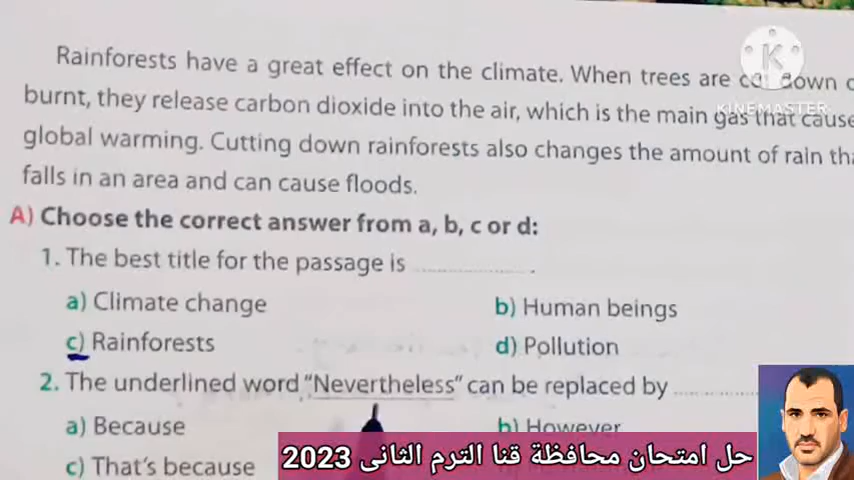 Rainforests have a great effect on the climate. When trees are cut down
burnt, they release carbon dioxide into the air, which is the main gas that cause
global warming. Cutting down rainforests also changes the amount of rain tha
falls in an area and can cause floods.
A) Choose the correct answer from a, b, c or d:
1. The best title for the passage is ..................
a) Climate change
b) Human beings
c) Rainforests
d) Pollution
2. The underlined word "Nevertheless" can be replaced by ..............
a) Because
b) However
c) That's because
KINEMASTER
حل امتحان محافظة قنا الترم الثانى 2023